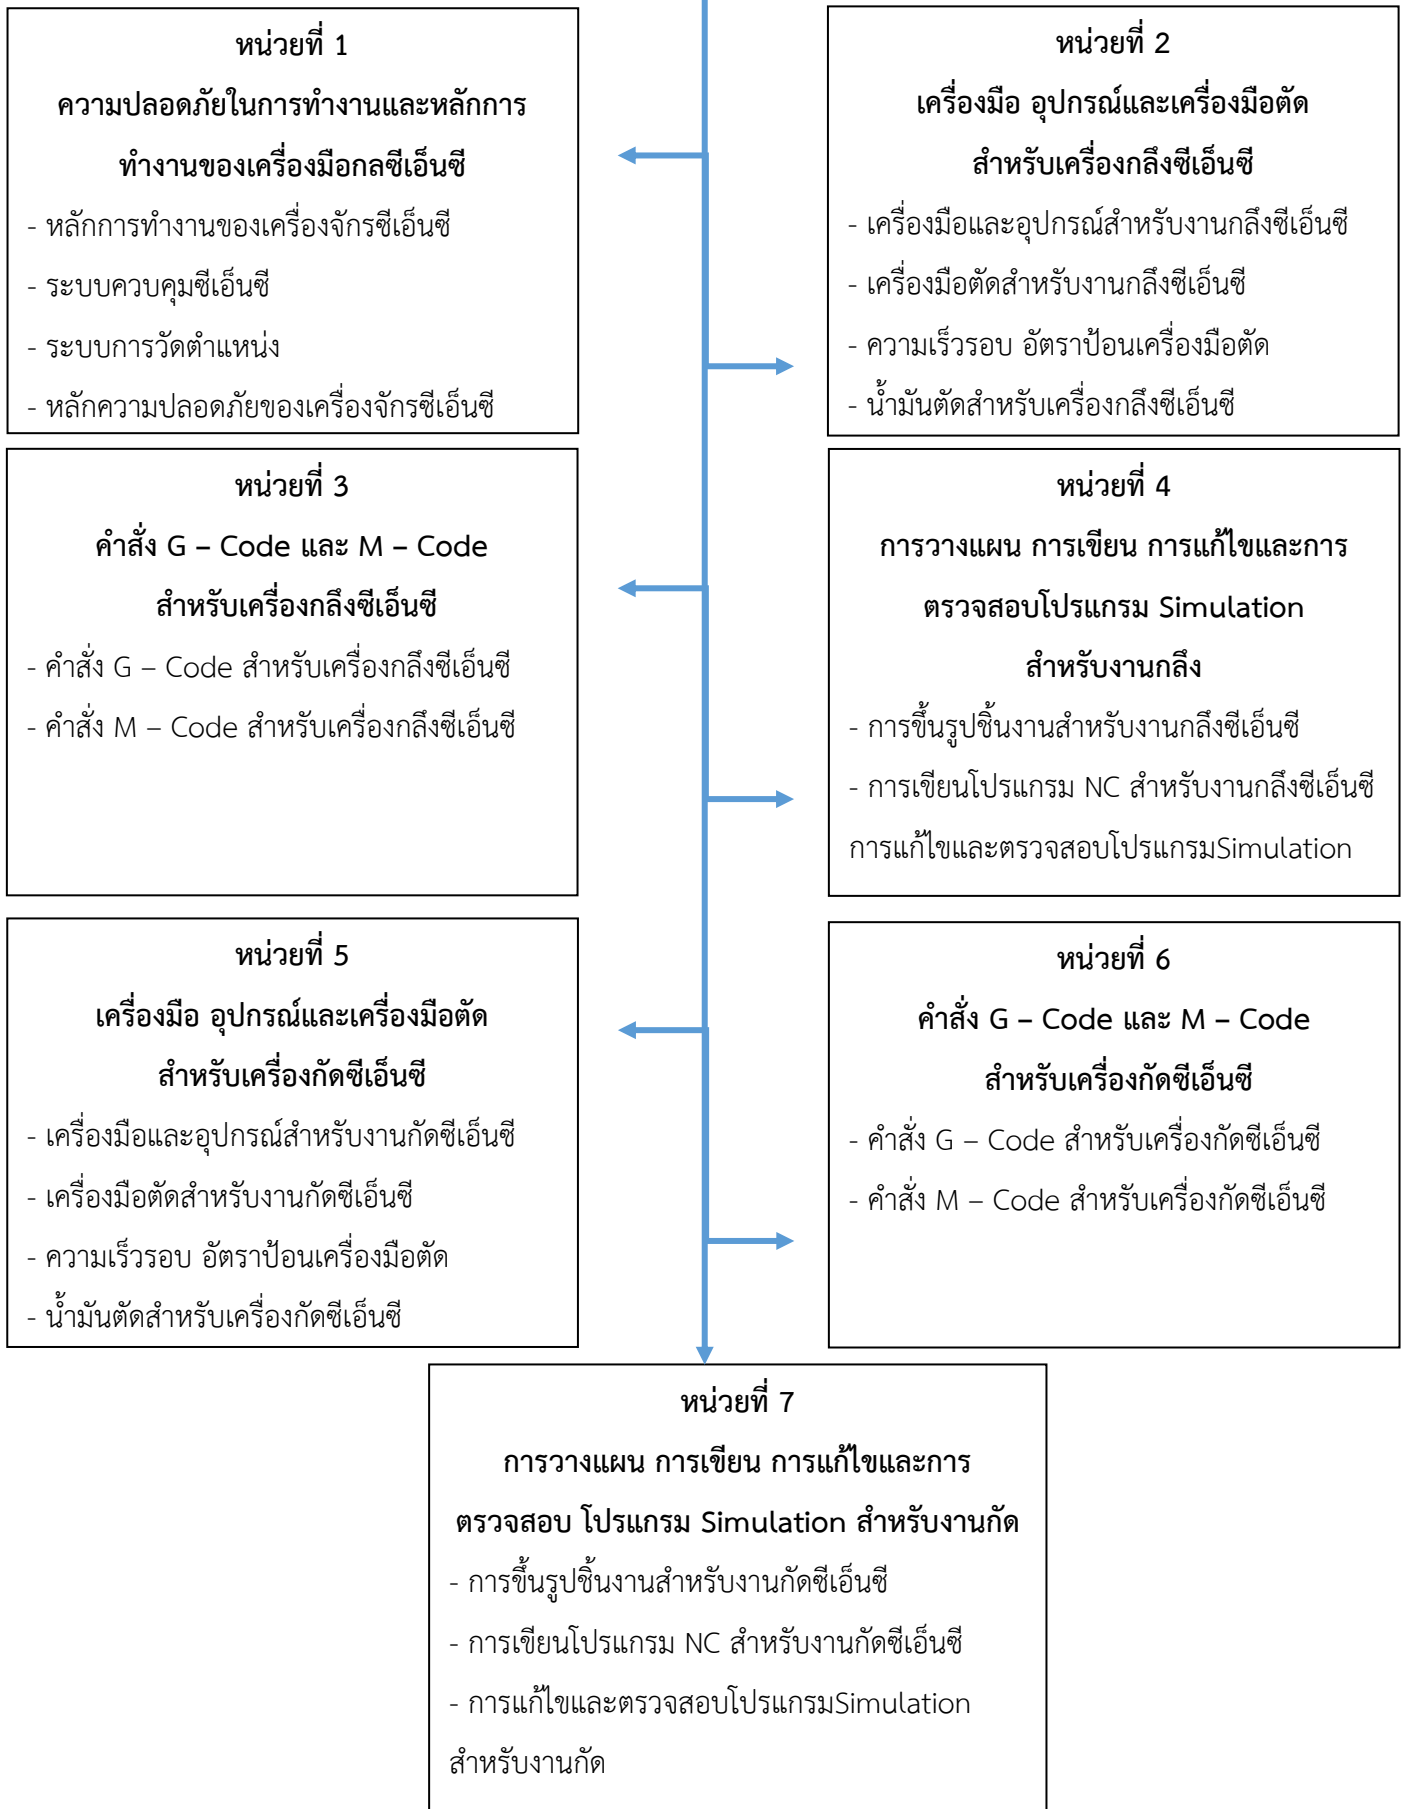 หน่วยที่ 1
ความปลอดภัยในการทำงานและหลักการ
ทำงานของเครื่องมือกลซีเอ็นซี
- หลักการทำงานของเครื่องจักรซีเอ็นซี
- ระบบควบคุมซีเอ็นซี
- ระบบการวัดตำแหน่ง
- หลักความปลอดภัยของเครื่องจักรซีเอ็นซี
หน่วยที่ 2
เครื่องมือ อุปกรณ์และเครื่องมือตัด
สำหรับเครื่องกลึงซีเอ็นซี
- เครื่องมือและอุปกรณ์สำหรับงานกลึงซีเอ็นซี
- เครื่องมือตัดสำหรับงานกลึงซีเอ็นซี
- ความเร็วรอบ อัตราป้อนเครื่องมือตัด
- น้ำมันตัดสำหรับเครื่องกลึงซีเอ็นซี
หน่วยที่ 3
คำสั่ง G – Code และ M – Code
สำหรับเครื่องกลึงซีเอ็นซี
- คำสั่ง G – Code สำหรับเครื่องกลึงซีเอ็นซี
- คำสั่ง M – Code สำหรับเครื่องกลึงซีเอ็นซี
หน่วยที่ 4
การวางแผน การเขียน การแก้ไขและการ
ตรวจสอบโปรแกรม Simulation
สำหรับงานกลึง
- การขึ้นรูปชิ้นงานสำหรับงานกลึงซีเอ็นซี
- การเขียนโปรแกรม NC สำหรับงานกลึงซีเอ็นซี
การแก้ไขและตรวจสอบโปรแกรมSimulation
หน่วยที่ 5
เครื่องมือ อุปกรณ์และเครื่องมือตัด
สำหรับเครื่องกัดซีเอ็นซี
- เครื่องมือและอุปกรณ์สำหรับงานกัดซีเอ็นซี
- เครื่องมือตัดสำหรับงานกัดซีเอ็นซี
- ความเร็วรอบ อัตราป้อนเครื่องมือตัด
- น้ำมันตัดสำหรับเครื่องกัดซีเอ็นซี
หน่วยที่ 6
คำสั่ง G – Code และ M – Code
สำหรับเครื่องกัดซีเอ็นซี
- คำสั่ง G – Code สำหรับเครื่องกัดซีเอ็นซี
- คำสั่ง M – Code สำหรับเครื่องกัดซีเอ็นซี
หน่วยที่ 7
การวางแผน การเขียน การแก้ไขและการ
ตรวจสอบ โปรแกรม Simulation สำหรับงานกัด
- การขึ้นรูปชิ้นงานสำหรับงานกัดซีเอ็นซี
- การเขียนโปรแกรม NC สำหรับงานกัดซีเอ็นซี
- การแก้ไขและตรวจสอบโปรแกรมSimulation
สำหรับงานกัด